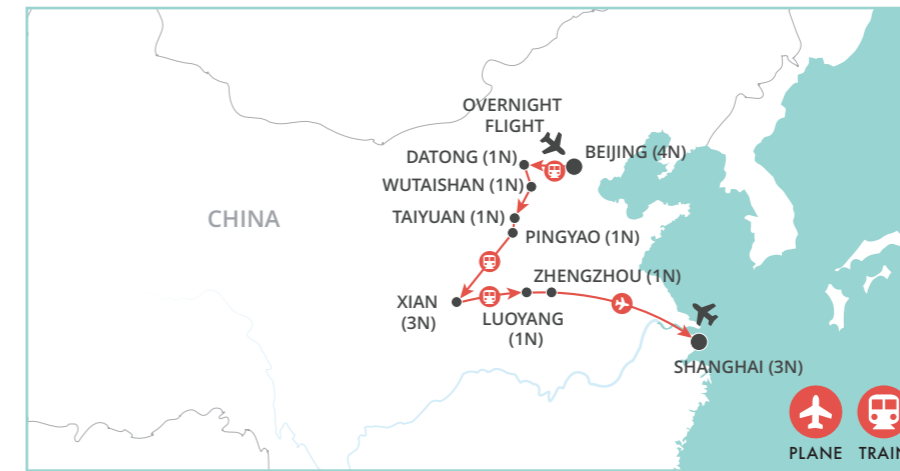 OVERNIGHT
FLIGHT
BEIJING (4N)
DATONG (1N)
WUTAISHAN (1N)
TAIYUAN (1N)
PINGYAO (1N)
CHINA
ZHENGZHOU (1N)
XIAN
(3N)
LUOYANG
(1N)
SHANGHAI (3N)
PLANE
TRAIN